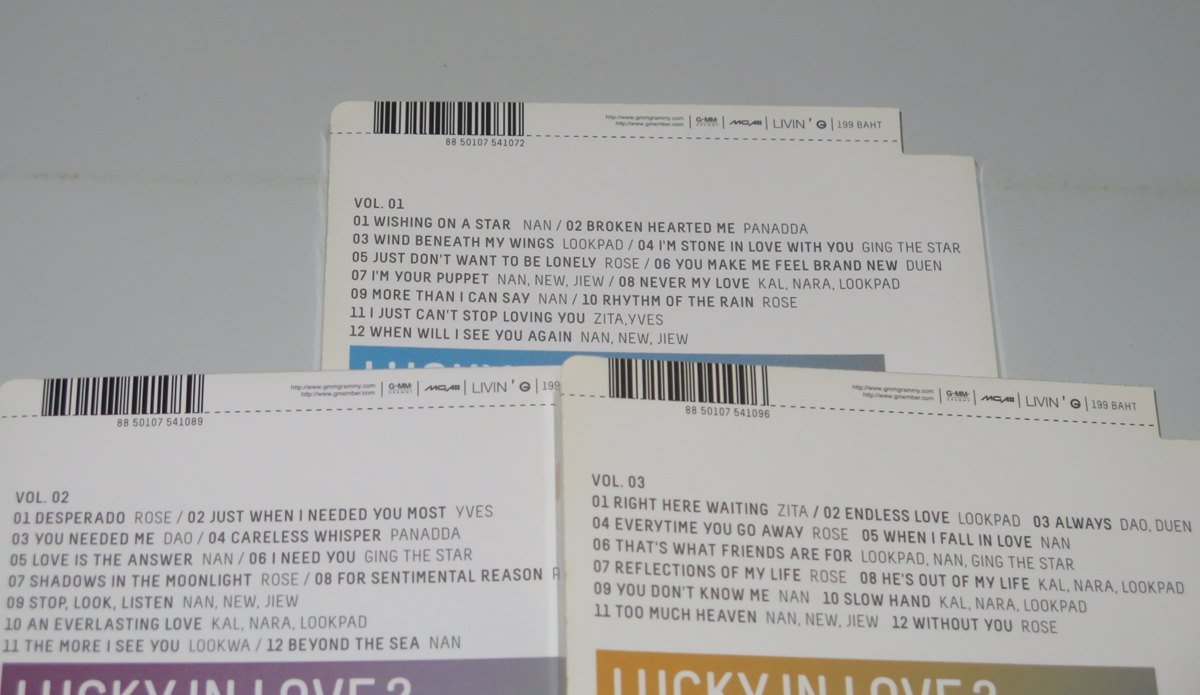 http://www.gmmgrammy.com
http://www.gmember.com
G-MM-
GRAMMY
MGA
LIVIN' G
199 BAHT
88 50107 541072
VOL. 01
01 WISHING ON A STAR NAN / 02 BROKEN HEARTED ME PANADDA
03 WIND BENEATH MY WINGS LOOKPAD / 04 I'M STONE IN LOVE WITH YOU GING THE STAR
05 JUST DON'T WANT TO BE LONELY ROSE / 06 YOU MAKE ME FEEL BRAND NEW DUEN
07 I'M YOUR PUPPET NAN, NEW, JIEW / 08 NEVER MY LOVE KAL, NARA, LOOKPAD
09 MORE THAN I CAN SAY NAN / 10 RHYTHM OF THE RAIN ROSE
11 I JUST CAN'T STOP LOVING YOU ZITA,YVES
12 WHEN WILL I SEE YOU AGAIN NAN, NEW, JIEW
http://www.gmmgrammy.com
http://www.gmember.com
G-MM-
GRAMMY
MGA
LIVIN' G
199
88 50107 541089
VOL. 02
01 DESPERADO ROSE / 02 JUST WHEN I NEEDED YOU MOST YVES
03 YOU NEEDED ME DAO / 04 CARELESS WHISPER PANADDA
05 LOVE IS THE ANSWER NAN / 06 I NEED YOU GING THE STAR
07 SHADOWS IN THE MOONLIGHT ROSE / 08 FOR SENTIMENTAL REASON
09 STOP, LOOK, LISTEN NAN, NEW, JIEW
10 AN EVERLASTING LOVE KAL, NARA, LOOKPAD
11 THE MORE I SEE YOU LOOKWA / 12 BEYOND THE SEA NAN
LUCKY IN LOVE 2
http://www.gmmgrammy.com
http://www.gmember.com
G-MM-
GRAMMY
MGA
LIVIN' G
199 BAHT
88 50107 541096
VOL. 03
01 RIGHT HERE WAITING ZITA / 02 ENDLESS LOVE LOOKPAD 03 ALWAYS DAO, DUEN
04 EVERYTIME YOU GO AWAY ROSE 05 WHEN I FALL IN LOVE NAN
06 THAT'S WHAT FRIENDS ARE FOR LOOKPAD, NAN, GING THE STAR
07 REFLECTIONS OF MY LIFE ROSE 08 HE'S OUT OF MY LIFE KAL, NARA, LOOKPAD
09 YOU DON'T KNOW ME NAN 10 SLOW HAND KAL, NARA, LOOKPAD
11 TOO MUCH HEAVEN NAN, NEW, JIEW 12 WITHOUT YOU ROSE
LUCKY IN LOVE